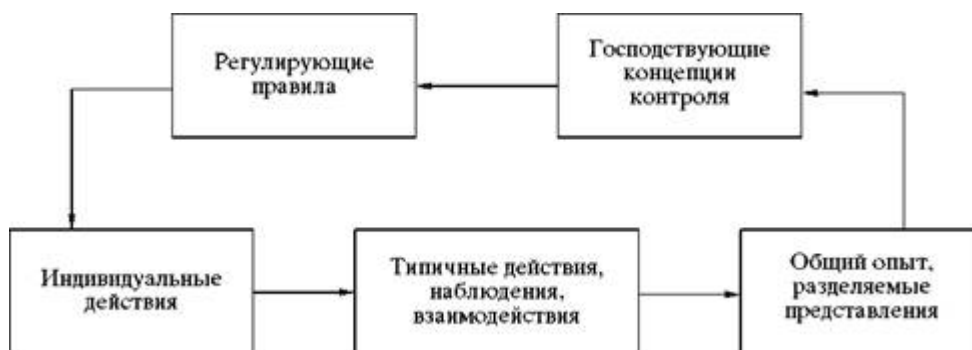 Регулирующие
правила
Господствующие
концепции
контроля
Индивидуальные
действия
Типичные действия,
наблюдения,
взаимодействия
Общий опыт,
разделяемые
представления